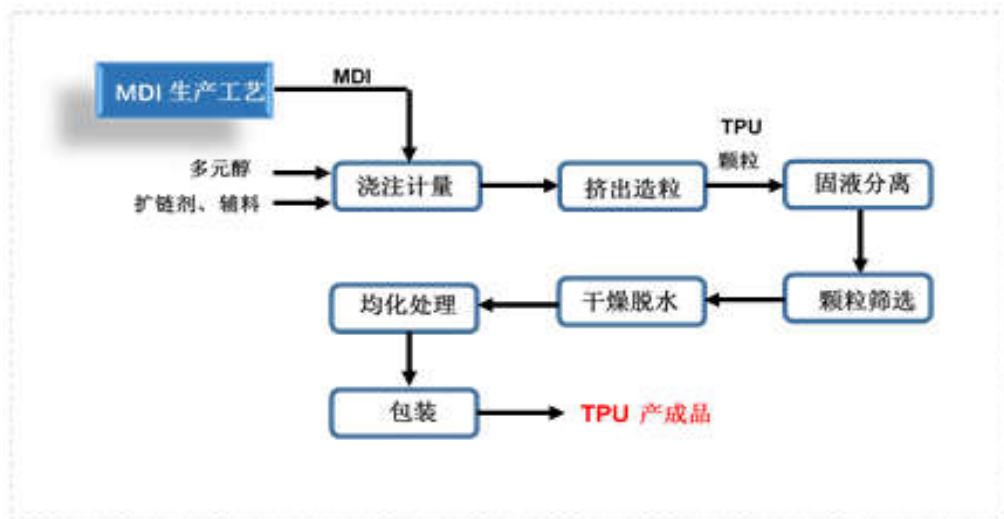 MDI 生产工艺
MDI
多元醇
扩链剂、辅料
浇注计量
挤出造粒
TPU
颗粒
固液分离
颗粒筛选
干燥脱水
均化处理
包装
TPU 产成品